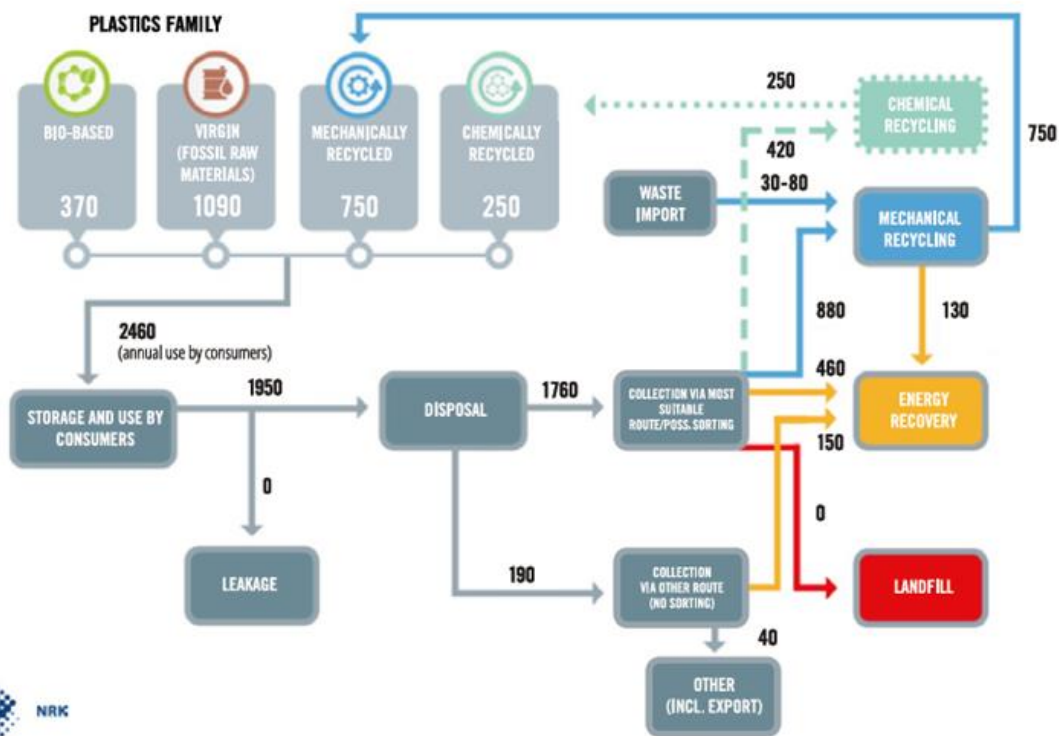 PLASTICS FAMILY
BIO-BASED
370
VIRGIN
(FOSSIL RAW
MATERIALS)
1090
MECHANICALLY
RECYCLED
750
CHEMICALLY
RECYCLED
250
250
CHEMICAL
RECYCLING
420
750
WASTE
IMPORT
30-80
MECHANICAL
RECYCLING
2460
(annual use by consumers)
880
130
STORAGE AND USE BY
CONSUMERS
1950
DISPOSAL
1760
COLLECTION VIA MOST
SUITABLE
ROUTE/POSS. SORTING
460
ENERGY
RECOVERY
150
0
0
LEAKAGE
190
COLLECTION
VIA OTHER ROUTE
(NO SORTING)
LANDFILL
40
OTHER
(INCL. EXPORT)
NRK